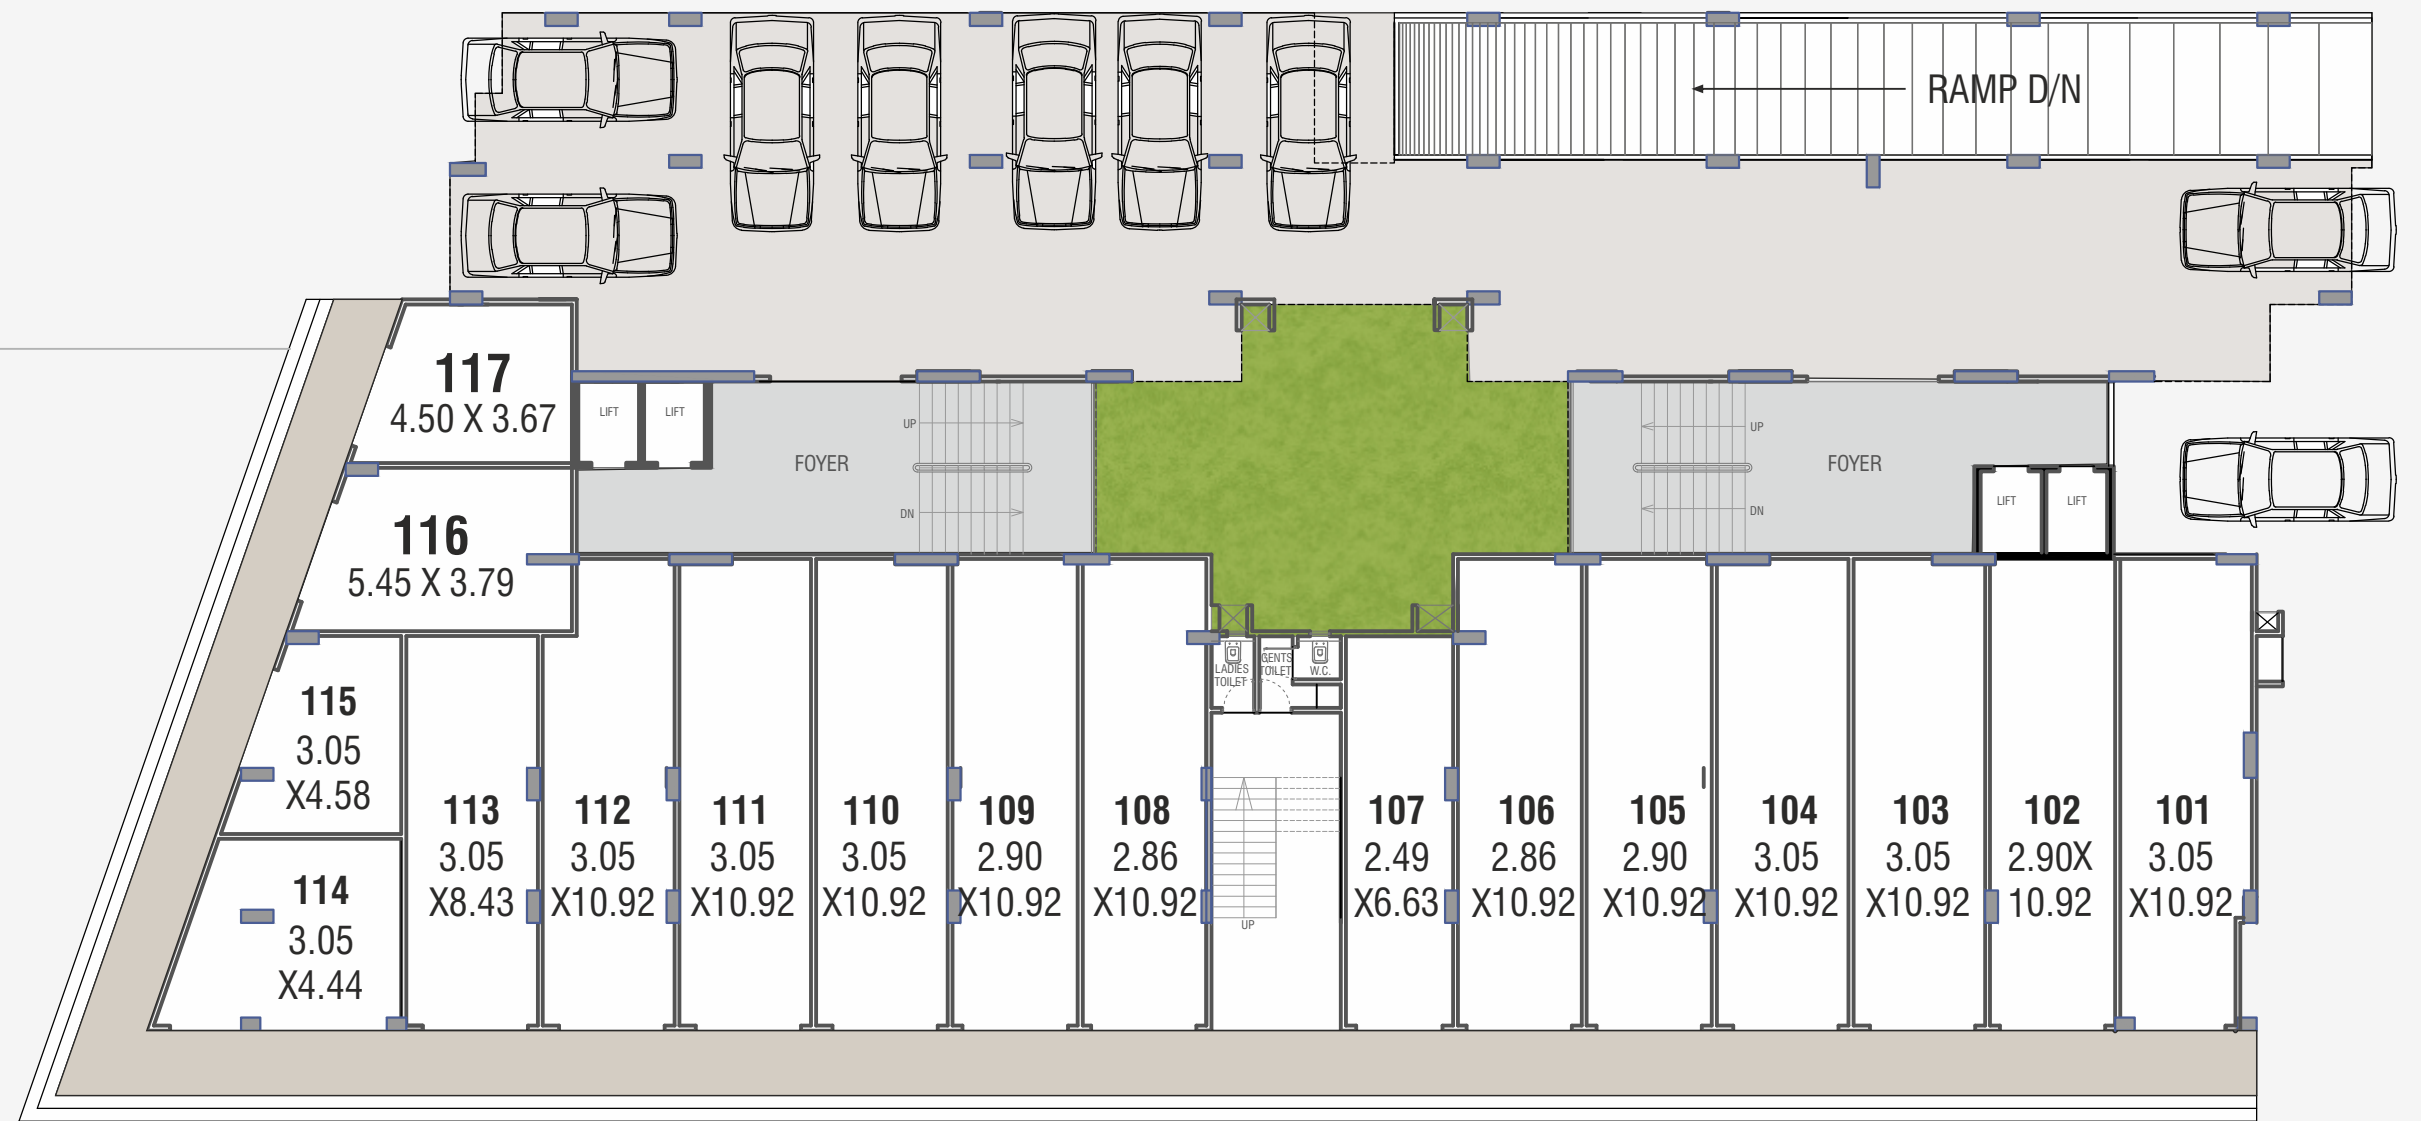 RAMP D/N
117
4.50 X 3.67
LIFT
LIFT
UP
FOYER
DN
UP
FOYER
DN
LIFT
LIFT
116
5.45 X 3.79
LADIES
TOILET
GENTS
TOILET
W.C.
115
3.05
X4.58
114
3.05
X4.44
113
3.05
X8.43
112
3.05
X10.92
111
3.05
X10.92
110
3.05
X10.92
109
2.90
X10.92
108
2.86
X10.92
UP
107
2.49
X6.63
106
2.86
X10.92
105
2.90
X10.92
104
3.05
X10.92
103
3.05
X10.92
102
2.90X
10.92
101
3.05
X10.92